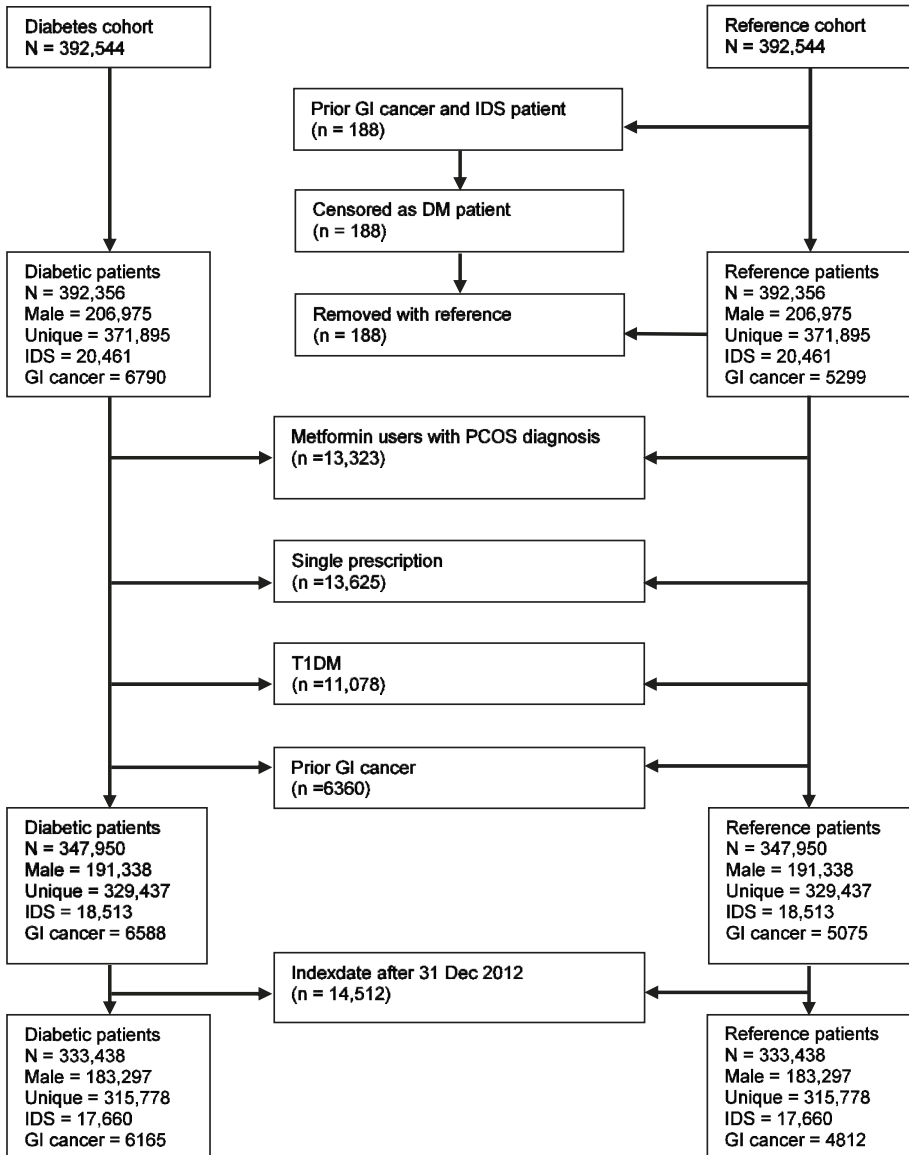 Diabetes cohort
N = 392,544
Reference cohort
N = 392,544
Prior GI cancer and IDS patient
(n = 188)
Censored as DM patient
(n = 188)
Removed with reference
(n = 188)
Diabetic patients
N = 392,356
Male = 206,975
Unique = 371,895
IDS = 20,461
GI cancer = 6790
Reference patients
N = 392,356
Male = 206,975
Unique = 371,895
IDS = 20,461
GI cancer = 5299
Metformin users with PCOS diagnosis
(n =13,323)
Single prescription
(n =13,625)
T1DM
(n =11,078)
Prior GI cancer
(n =6360)
Diabetic patients
N = 347,950
Male = 191,338
Unique = 329,437
IDS = 18,513
GI cancer = 6588
Reference patients
N = 347,950
Male = 191,338
Unique = 329,437
IDS = 18,513
GI cancer = 5075
Indexdate after 31 Dec 2012
(n = 14,512)
Diabetic patients
N = 333,438
Male = 183,297
Unique = 315,778
IDS = 17,660
GI cancer = 6165
Reference patients
N = 333,438
Male = 183,297
Unique = 315,778
IDS = 17,660
GI cancer = 4812